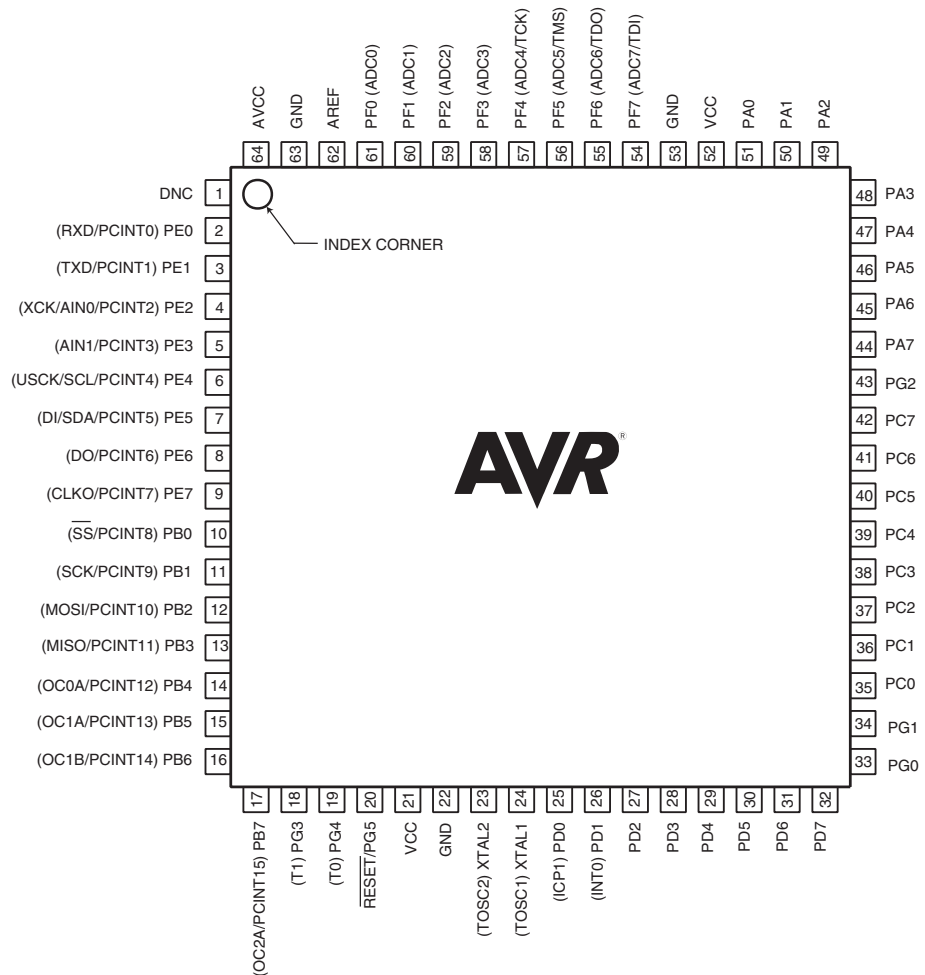 AVCC
GND
AREF
PF0 (ADC0)
PF1 (ADC1)
PF2 (ADC2)
PF3 (ADC3)
PF4 (ADC4/TCK)
PF5 (ADC5/TMS)
PF6 (ADC6/TDO)
PF7 (ADC7/TDI)
GND
VCC
PA0
PA1
PA2
64 63 62 61 60 59 58 57 56 55 54 53 52 51 50 49
DNC 1
(RXD/PCINT0) PE0 2
(TXD/PCINT1) PE1 3
(XCK/AIN0/PCINT2) PE2 4
(AIN1/PCINT3) PE3 5
(USCK/SCL/PCINT4) PE4 6
(DI/SDA/PCINT5) PE5 7
(DO/PCINT6) PE6 8
(CLKO/PCINT7) PE7 9
(SS/PCINT8) PB0 10
(SCK/PCINT9) PB1 11
(MOSI/PCINT10) PB2 12
(MISO/PCINT11) PB3 13
(OC0A/PCINT12) PB4 14
(OC1A/PCINT13) PB5 15
(OC1B/PCINT14) PB6 16
INDEX CORNER
AVR®
48 PA3
47 PA4
46 PA5
45 PA6
44 PA7
43 PG2
42 PC7
41 PC6
40 PC5
39 PC4
38 PC3
37 PC2
36 PC1
35 PC0
34 PG1
33 PG0
17 18 19 20 21 22 23 24 25 26 27 28 29 30 31 32
(OC2A/PCINT15) PB7
(T1) PG3
(T0) PG4
RESET/PG5
VCC
GND
(TOSC2) XTAL2
(TOSC1) XTAL1
(ICP1) PD0
(INT0) PD1
PD2
PD3
PD4
PD5
PD6
PD7